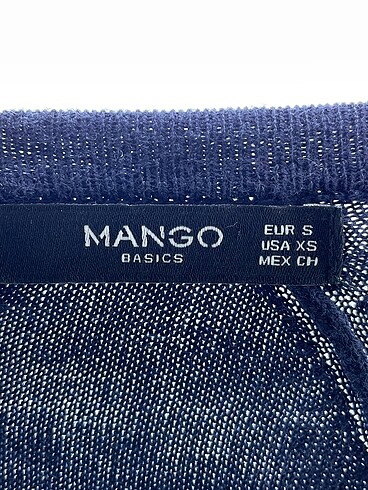 MANGO
BASICS
EUR S
USA XS
MEX CH